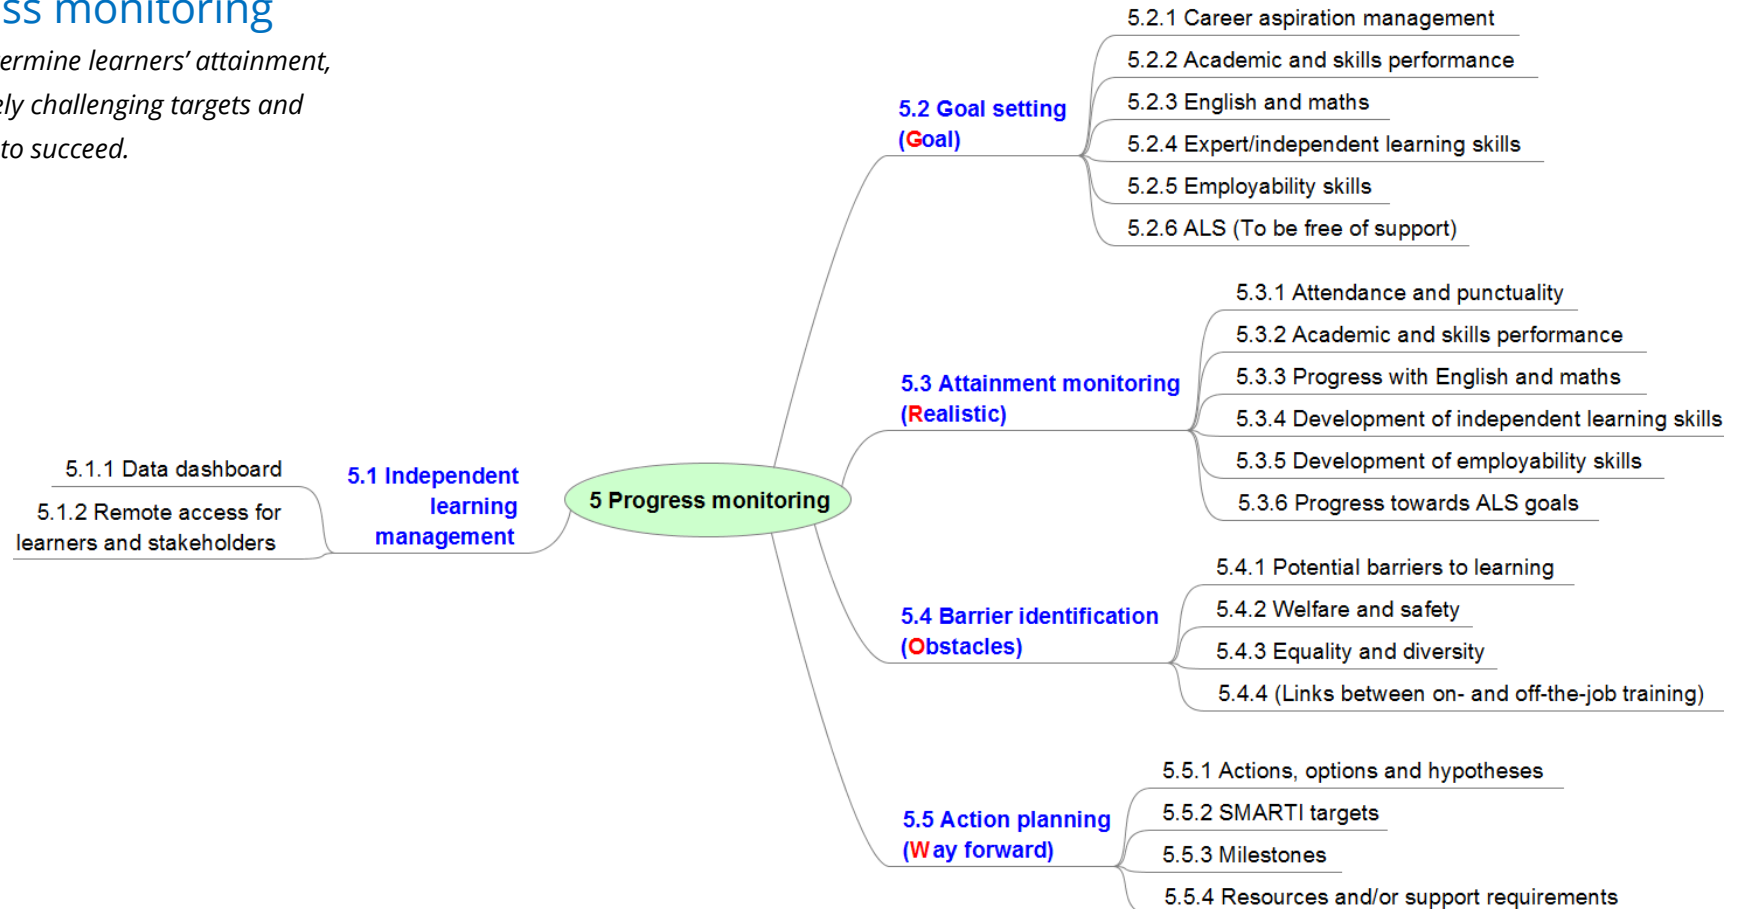 ss monitoring
ermine learners’ attainment,
ely challenging targets and
to succeed.
5.1.1 Data dashboard
5.1.2 Remote access for
learners and stakeholders
5.1 Independent
learning
management
5 Progress monitoring
5.2 Goal setting
(Goal)
5.2.1 Career aspiration management
5.2.2 Academic and skills performance
5.2.3 English and maths
5.2.4 Expert/independent learning skills
5.2.5 Employability skills
5.2.6 ALS (To be free of support)
5.3 Attainment monitoring
(Realistic)
5.3.1 Attendance and punctuality
5.3.2 Academic and skills performance
5.3.3 Progress with English and maths
5.3.4 Development of independent learning skills
5.3.5 Development of employability skills
5.3.6 Progress towards ALS goals
5.4 Barrier identification
(Obstacles)
5.4.1 Potential barriers to learning
5.4.2 Welfare and safety
5.4.3 Equality and diversity
5.4.4 (Links between on- and off-the-job training)
5.5 Action planning
(Way forward)
5.5.1 Actions, options and hypotheses
5.5.2 SMARTI targets
5.5.3 Milestones
5.5.4 Resources and/or support requirements